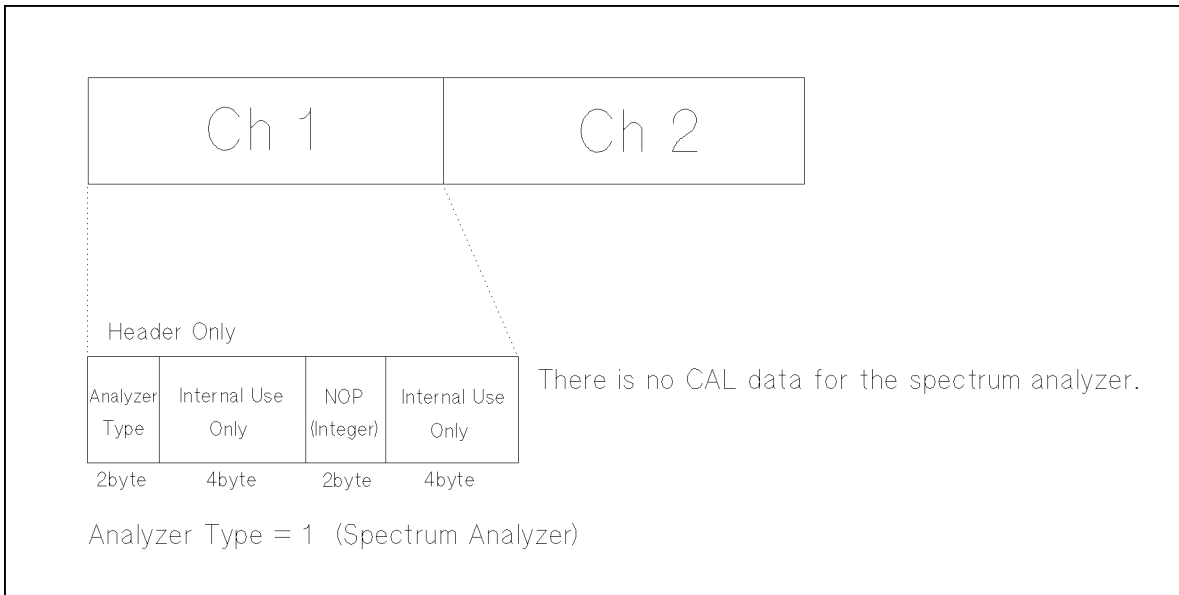 Ch 1
Ch 2
Header Only
Analyzer
Type
Internal Use
Only
NOP
(Integer)
Internal Use
Only
There is no CAL data for the spectrum analyzer.
2byte
4byte
2byte
4byte
Analyzer Type = 1 (Spectrum Analyzer)